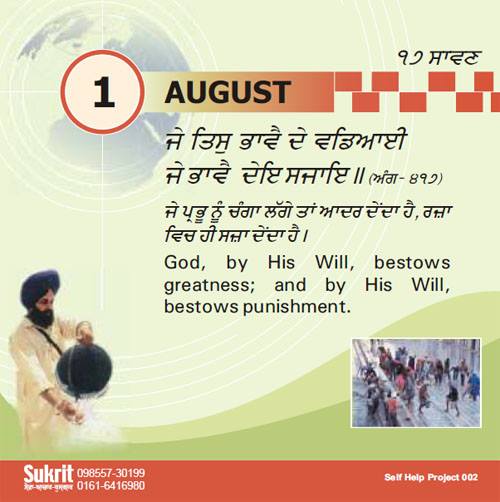 ੧੭ ਸਾਵਣ
1
AUGUST
ਜੇ ਤਿਸੁ ਭਾਵੈ ਦੇ ਵਡਿਆਈ
ਜੇ ਭਾਵੈ ਦੇਇ ਸਜਾਇ॥ (ਅੰਗ- ੪੧੭)
ਜੇ ਪ੍ਰਭੂ ਨੂੰ ਚੰਗਾ ਲੱਗੇ ਤਾਂ ਆਦਰ ਦੇਂਦਾ ਹੈ, ਰਜ਼ਾ
ਵਿਚ ਹੀ ਸਜ਼ਾ ਦੇਂਦਾ ਹੈ।
God, by His Will, bestows
greatness; and by His Will,
bestows punishment.
Sukrit 098557-30199
0161-6416980
Self Help Project 002